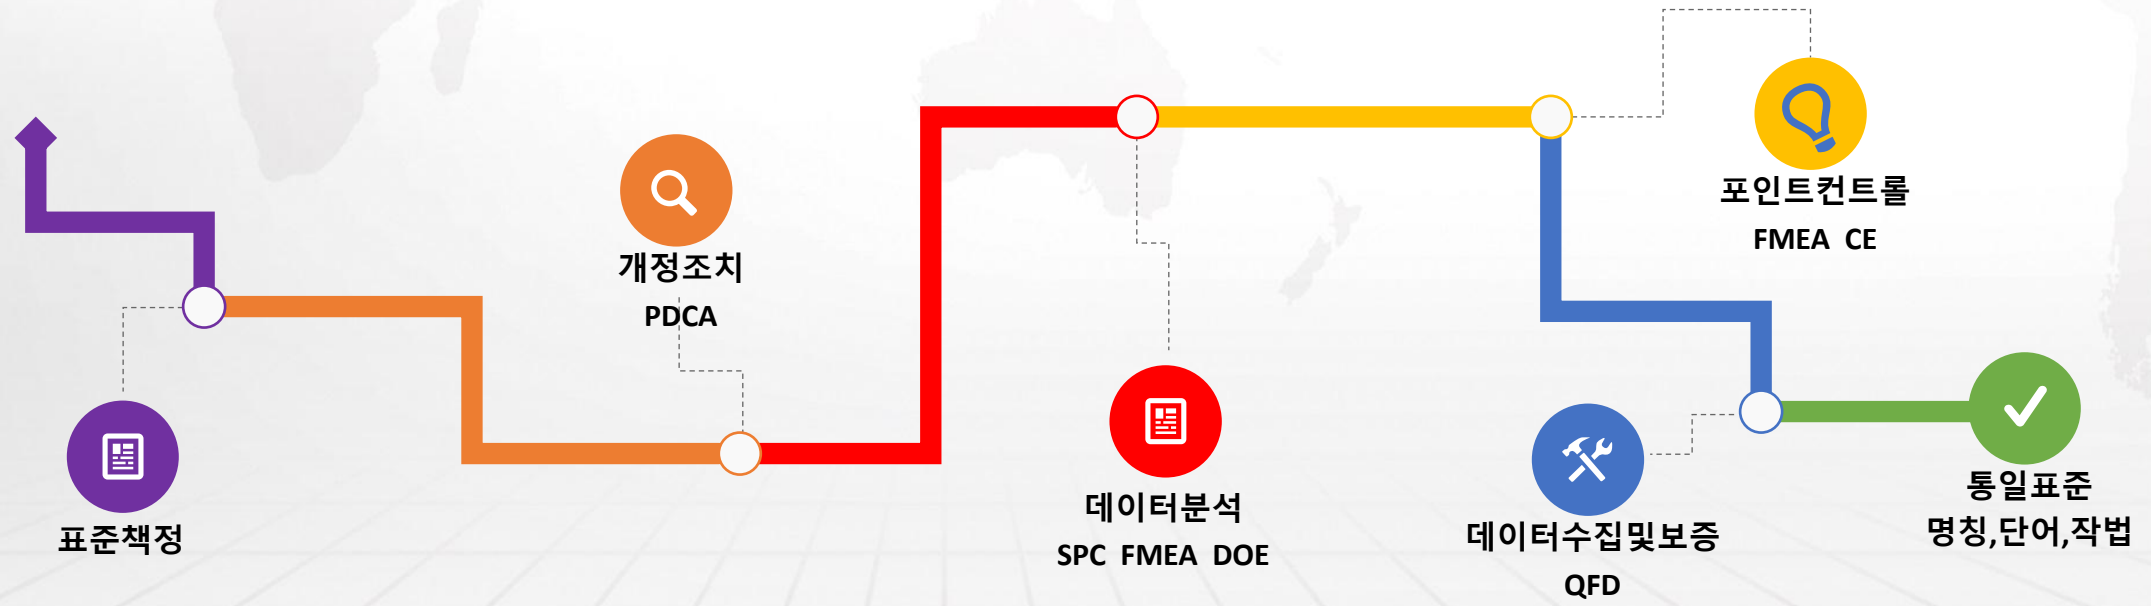 표준책정
개정조치
PDCA
데이터분석
SPC FMEA DOE
포인트컨트롤
FMEA CE
데이터수집및보증
QFD
통일표준
명칭,단어,작법